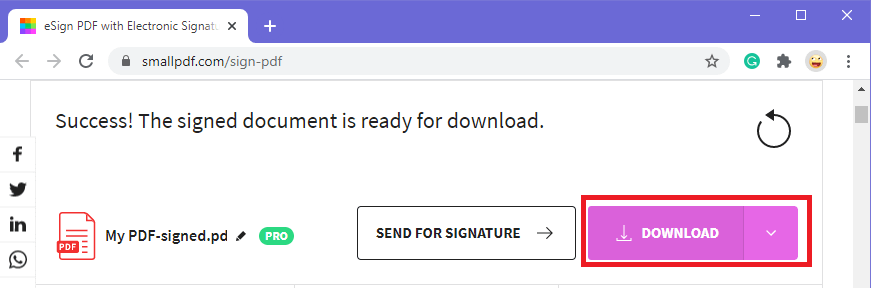 eSign PDF with Electronic Signatu
smallpdf.com/sign-pdf
Success! The signed document is ready for download.
PDF
My PDF-signed.pd
PRO
SEND FOR SIGNATURE
DOWNLOAD